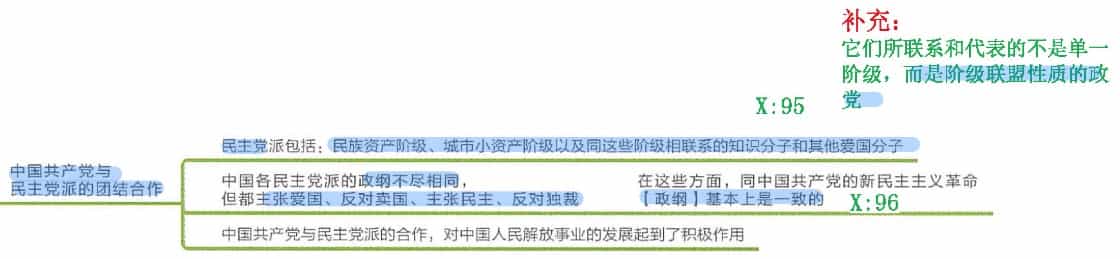 补充：
它们所联系和代表的不是单一
阶级，而是阶级联盟性质的政
党
X:95
民主党派包括：民族资产阶级、城市小资产阶级以及同这些阶级相联系的知识分子和其他爱国分子
中国共产党与
民主党派的团结合作
中国各民主党派的政纲不尽相同，
但都主张爱国、反对卖国、主张民主、反对独裁
在这些方面，同中国共产党的新民主主义革命
【政纲】基本上是一致的
X:96
中国共产党与民主党派的合作，对中国人民解放事业的发展起到了积极作用